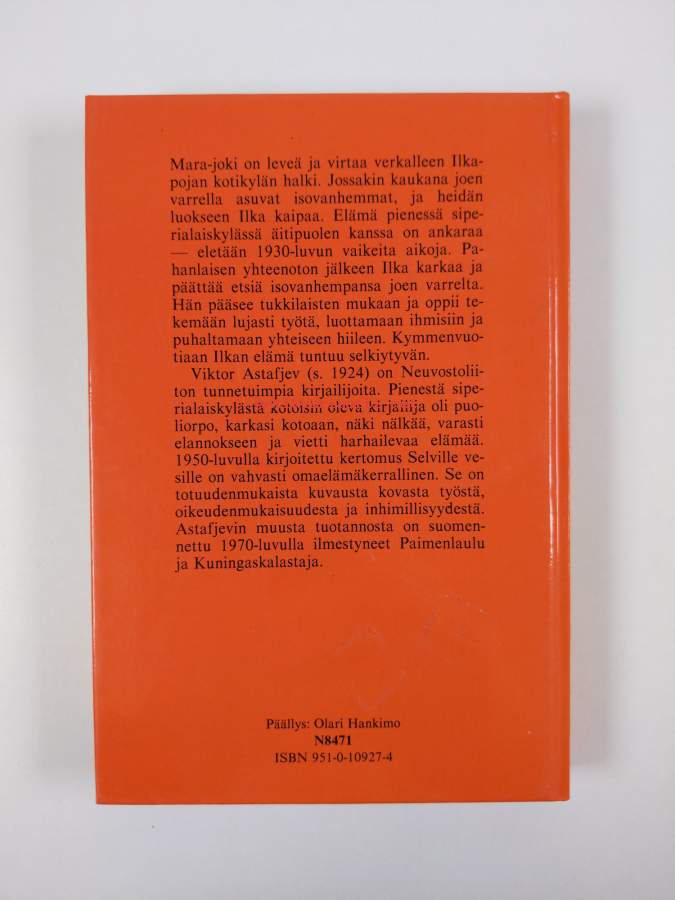 Mara-joki on leveä ja virtaa verkalleen Ilka-
pojan kotikylän halki. Jossakin kaukana joen
varrella asuvat isovanhemmat, ja heidän
luokseen Ilka kaipaa. Elämä pienessä sipe-
rialaiskylässä äitipuolen kanssa on ankaraa
— eletään 1930-luvun vaikeita aikoja. Pa-
hanlaisen yhteenoton jälkeen Ilka karkaa ja
päättää etsiä isovanhempansa joen varrelta.
Hän pääsee tukkilaisten mukaan ja oppii te-
kemään lujasti työtä, luottamaan ihmisiin ja
puhaltamaan yhteiseen hiileen. Kymmenvuo-
tiaan Ilkan elämä tuntuu selkiytyvän.
Viktor Astafjev (s. 1924) on Neuvostolii-
ton tunnetuimpia kirjailijoita. Pienestä sipe-
rialaiskylästä kotoisin oleva kirjailija oli puo-
liorpo, karkasi kotoaan, näki nälkää, varasti
elannokseen ja vietti harhailevaa elämää.
1950-luvulla kirjoitettu kertomus Selville ve-
sille on vahvasti omaelämäkerrallinen. Se on
totuudenmukaista kuvausta kovasta työstä,
oikeudenmukaisuudesta ja inhimillisyydestä.
Astafjevin muusta tuotannosta on suomen-
nettu 1970-luvulla ilmestyneet Paimenlaulu
ja Kuningaskalastaja.
Päällys: Olari Hankimo
N8471
ISBN 951-0-10927-4